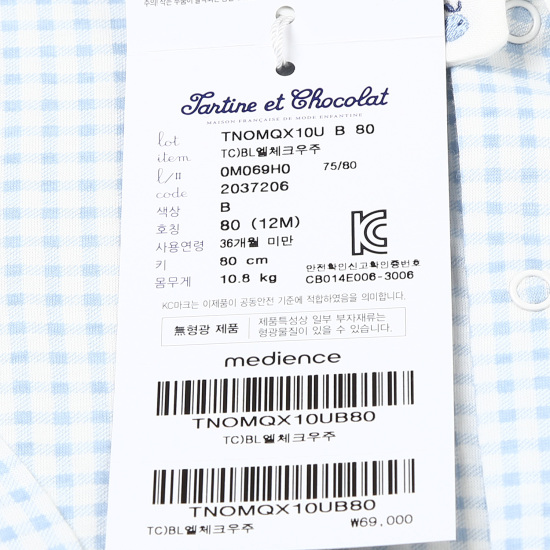 Tartine et Chocolat
MAISON FRANÇAISE DE MODE ENFANTINE
lot TNOMQX10U B 80
item TC)BL엘체크우주
l/# 0M069H0 75/80
code 2037206
색상 B
호칭 80 (12M)
사용연령 36개월 미만
키 80 cm
몸무게 10.8 kg
KC
안전확인신고확인증번호
CB014E006-3006
KC마크는 이제품이 공동안전 기준에 적합하였음을 의미합니다.
無형광 제품
제품특성상 일부 부자재류는
형광물질이 있을 수 있습니다.
medience
TNOMQX10UB80
TC)BL엘체크우주
TNOMQX10UB80
TC)BL엘체크우주 ₩69,000